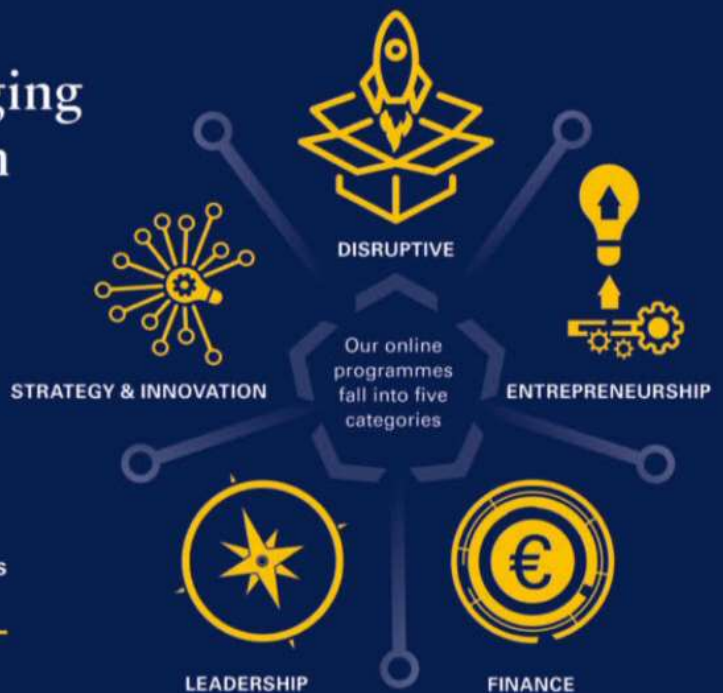 DISRUPTIVE
STRATEGY & INNOVATION
Our online
programmes
fall into five
categories
ENTREPRENEURSHIP
LEADERSHIP
FINANCE